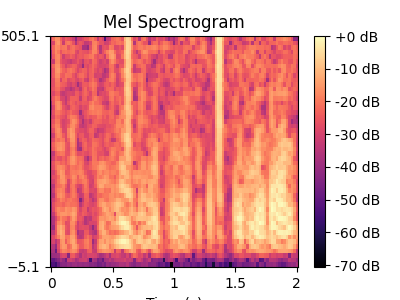 Mel Spectrogram
505.1
-5.1
0
0.5
1
1.5
2
+0 dB
-10 dB
-20 dB
-30 dB
-40 dB
-50 dB
-60 dB
-70 dB